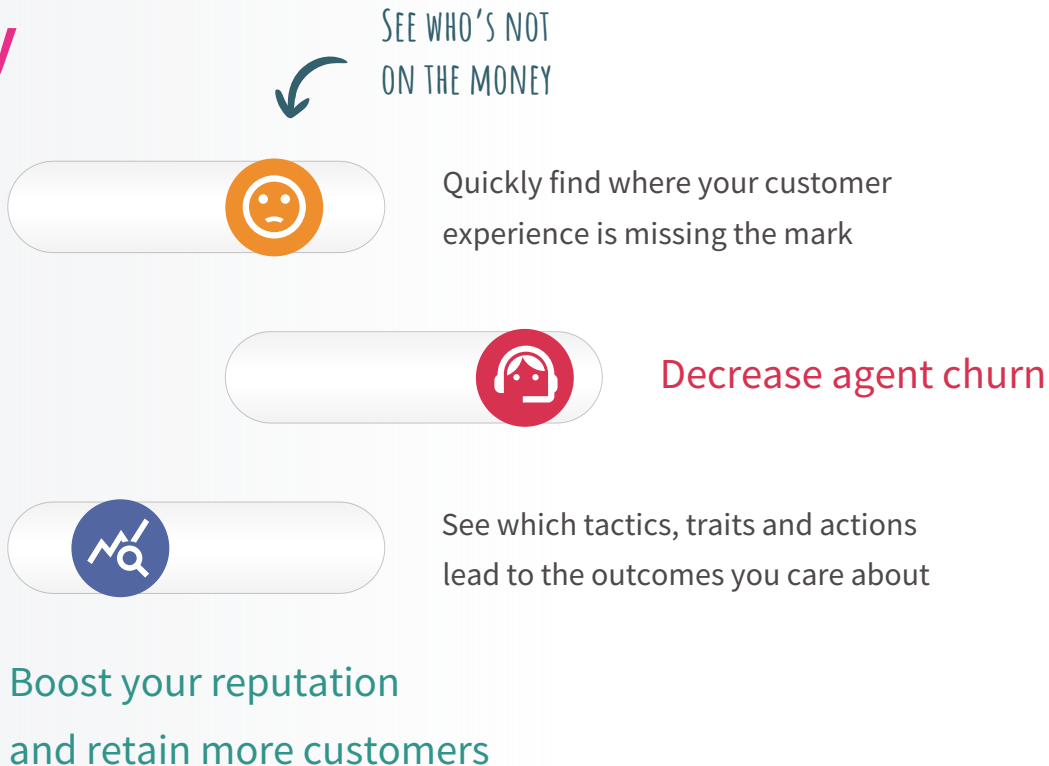 See who's not
on the money
Quickly find where your customer
experience is missing the mark
Decrease agent churn
See which tactics, traits and actions
lead to the outcomes you care about
Boost your reputation
and retain more customers